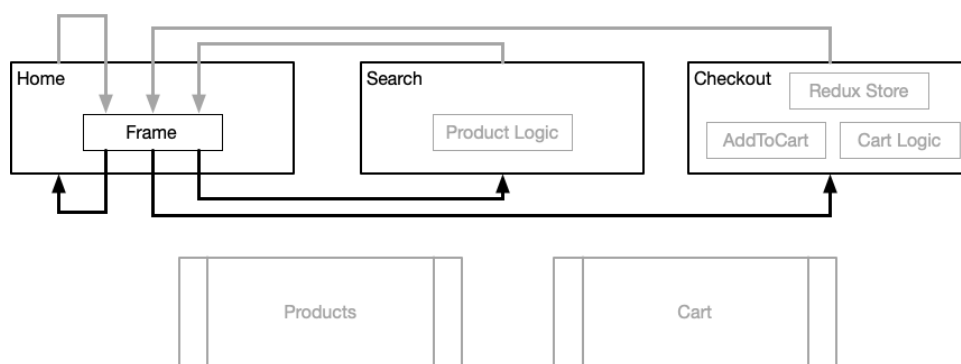 Home
Search
Checkout
Redux Store
Frame
Product Logic
AddToCart
Cart Logic
Products
Cart